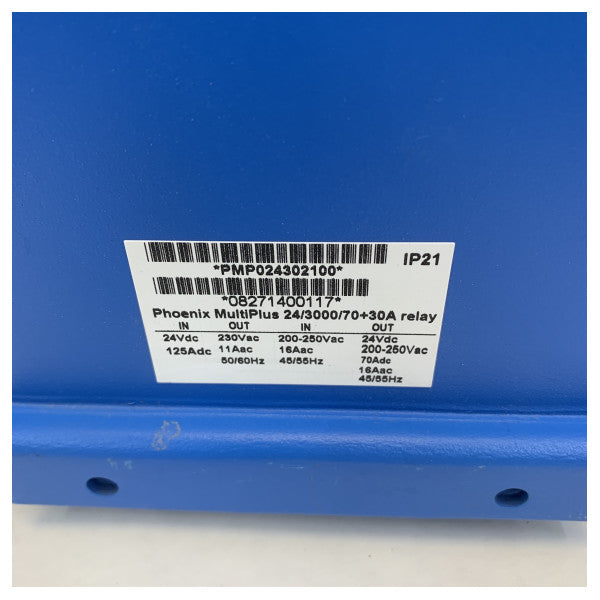 *PMP024302100* IP21
*08271400117*
Phoenix MultiPlus 24/3000/70+30A relay
IN OUT IN OUT
24Vdc 230Vac 200-250Vac 24Vdc
125Adc 11Aac 16Aac 200-250Vac
50/60Hz 45/55Hz 70Adc
16Aac
45/55Hz